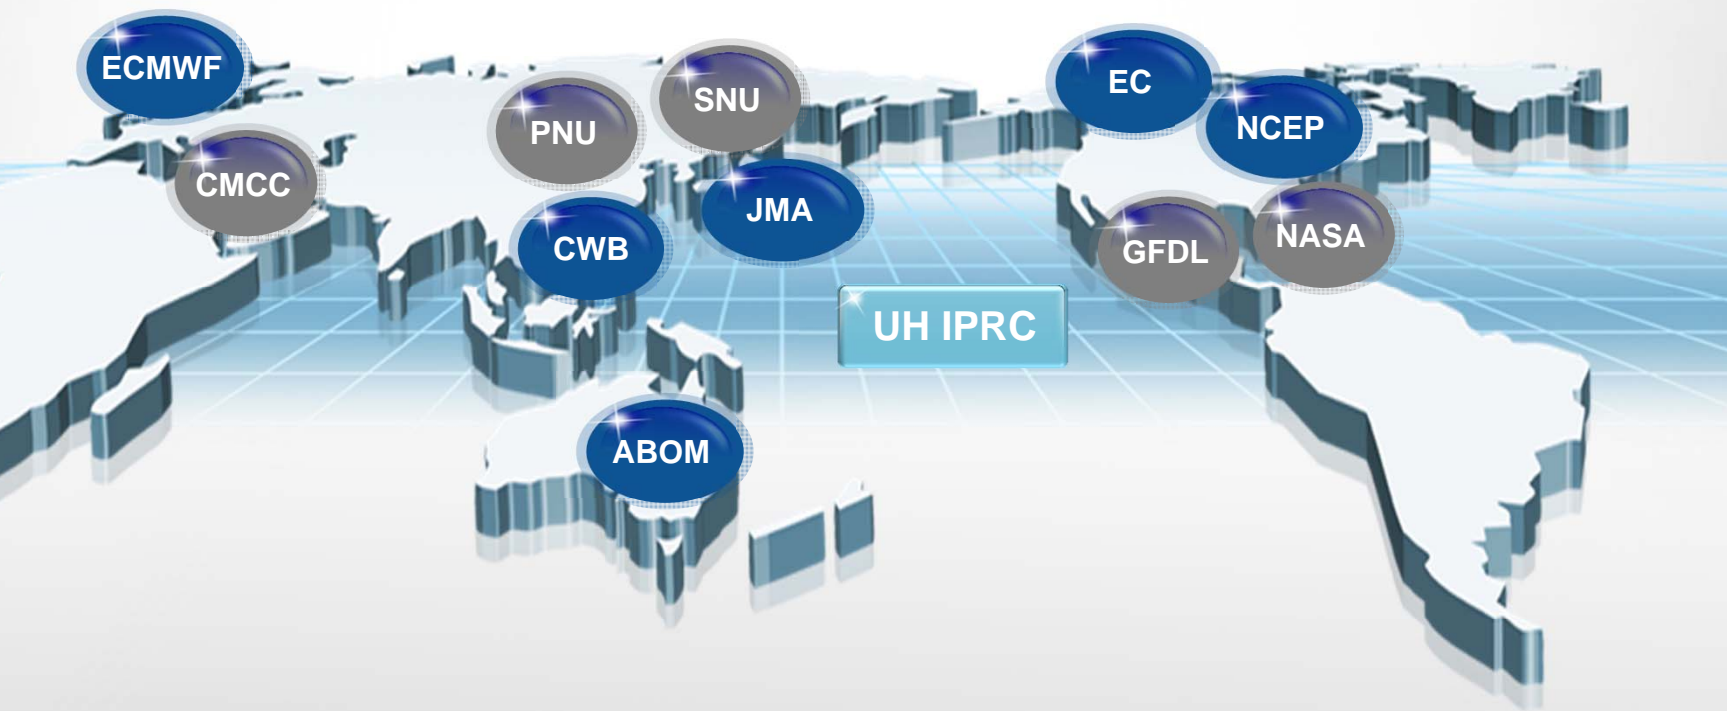 ECMWF
EC
SNU
NCEP
PNU
CMCC
JMA
NASA
CWB
GFDL
UH IPRC
ABOM